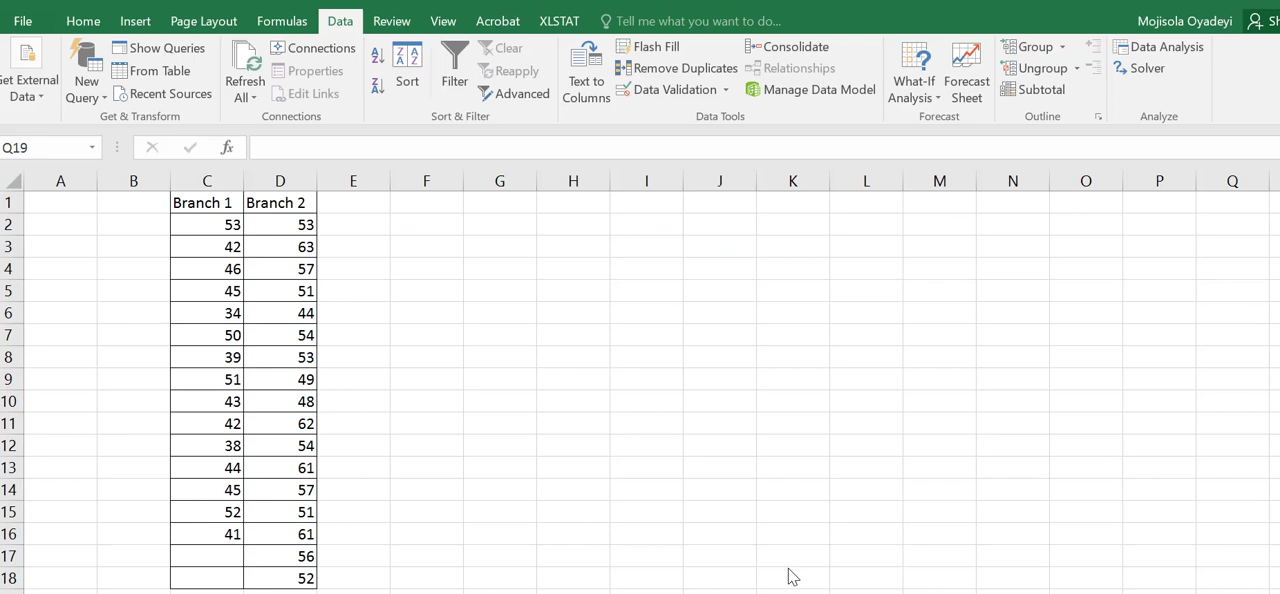 File Home Insert Page Layout Formulas Data Review View Acrobat XLSTAT Tell me what you want to do... Mojisola Oyadeyi
Show Queries Connections Clear Flash Fill Consolidate Group Data Analysis
From Table Properties Reapply Remove Duplicates Relationships Ungroup Solver
Recent Sources Edit Links Advanced Data Validation Manage Data Model Subtotal
New Query Refresh All Sort Filter Text to Columns What-If Analysis Forecast Sheet
External Data
Get & Transform Connections Sort & Filter Data Tools Forecast Outline Analyze
Q19 fx
A B C D E F G H I J K L M N O P Q
1 Branch 1 Branch 2
2 53 53
3 42 63
4 46 57
5 45 51
6 34 44
7 50 54
8 39 53
9 51 49
10 43 48
11 42 62
12 38 54
13 44 61
14 45 57
15 52 51
16 41 61
17 56
18 52